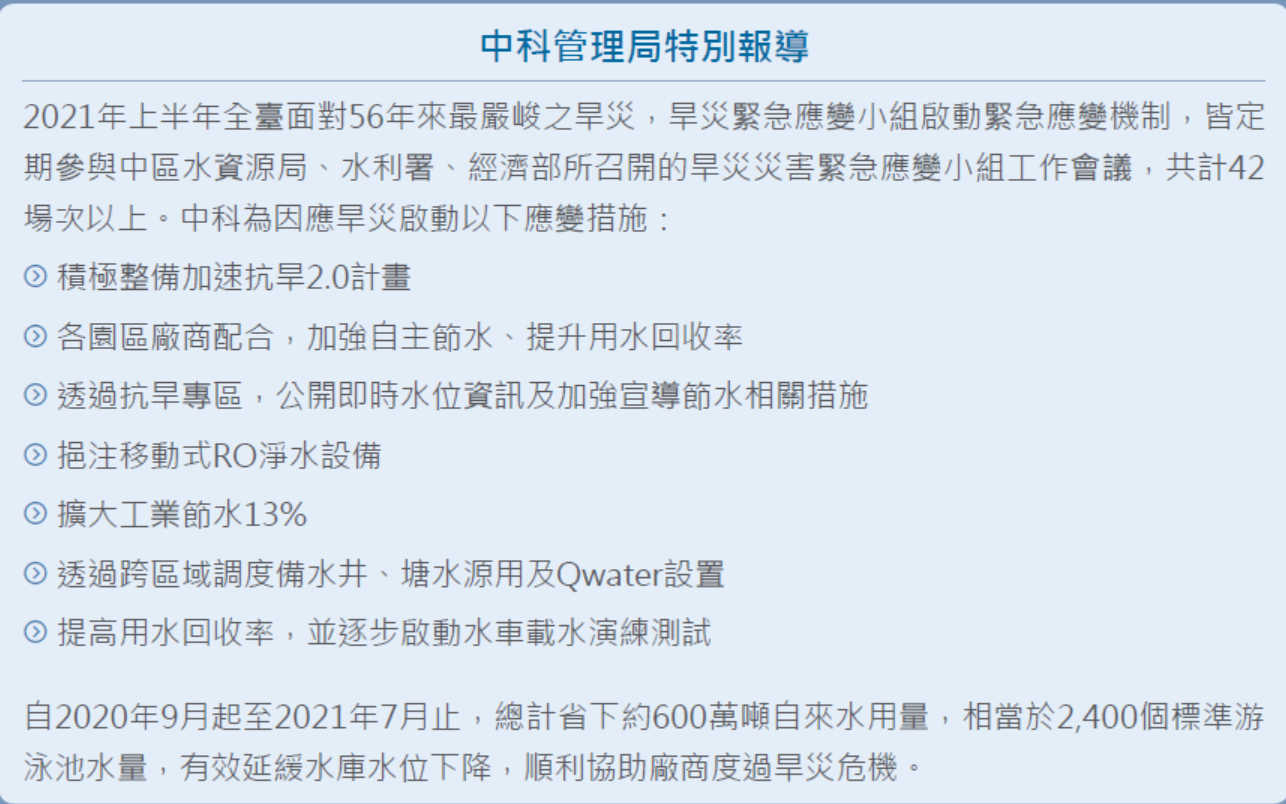 中科管理局特別報導
2021年上半年全臺面對56年來最嚴峻之旱災，旱災緊急應變小組啟動緊急應變機制，皆定
期參與中區水資源局、水利署、經濟部所召開的旱災災害緊急應變小組工作會議，共計42
場次以上。中科為因應旱災啟動以下應變措施：
積極整備加速抗旱2.0計畫
各園區廠商配合，加強自主節水、提升用水回收率
透過抗旱專區，公開即時水位資訊及加強宣導節水相關措施
挹注移動式RO淨水設備
擴大工業節水13%
透過跨區域調度備水井、塘水源用及Qwater設置
提高用水回收率，並逐步啟動水車載水演練測試
自2020年9月起至2021年7月止，總計省下約600萬噸自來水用量，相當於2,400個標準游
泳池水量，有效延緩水庫水位下降，順利協助廠商度過旱災危機。